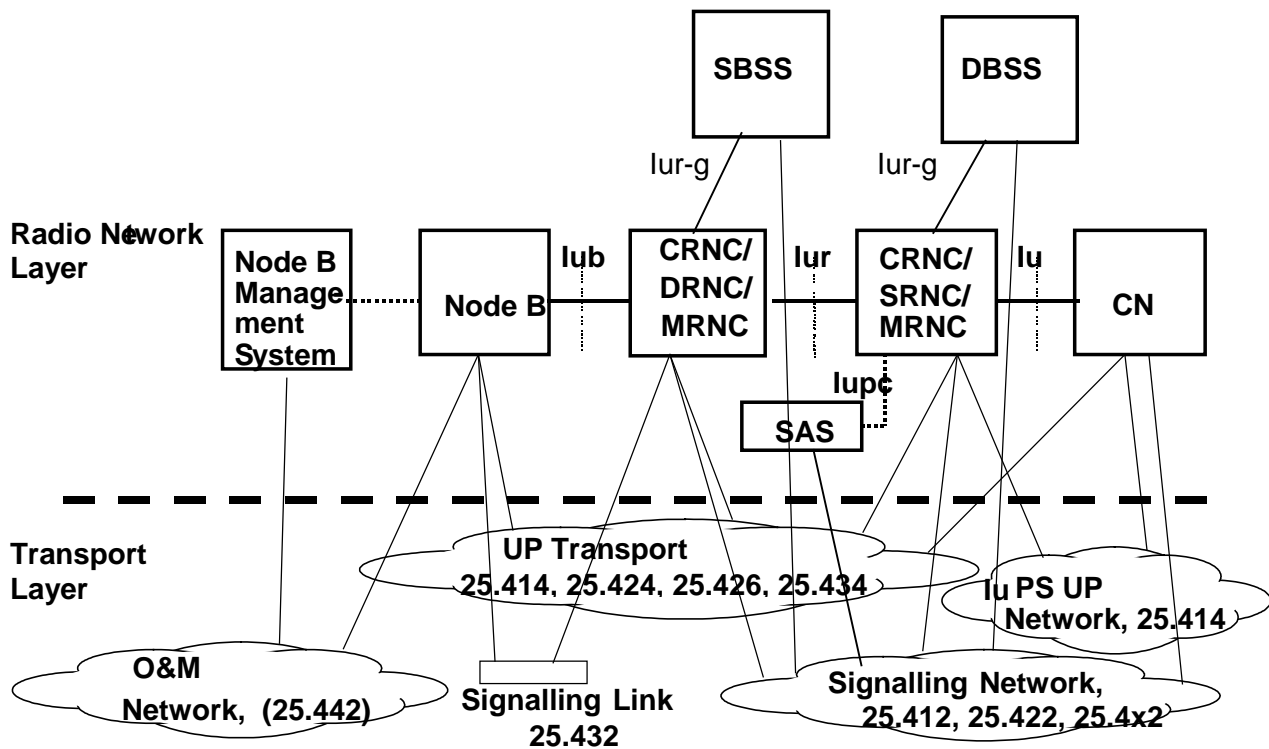 SBSS
DBSS
Iur-g
Iur-g
Radio Network
Layer
Node B
Manage
ment
System
Node B
Iub
CRNC/
DRNC/
MRNC
Iur
CRNC/
SRNC/
MRNC
Iu
CN
Iupc
SAS
Transport
Layer
UP Transport
25.414, 25.424, 25.426, 25.434
Iu PS UP
Network, 25.414
O&M
Network, (25.442)
Signalling Link
25.432
Signalling Network,
25.412, 25.422, 25.4x2